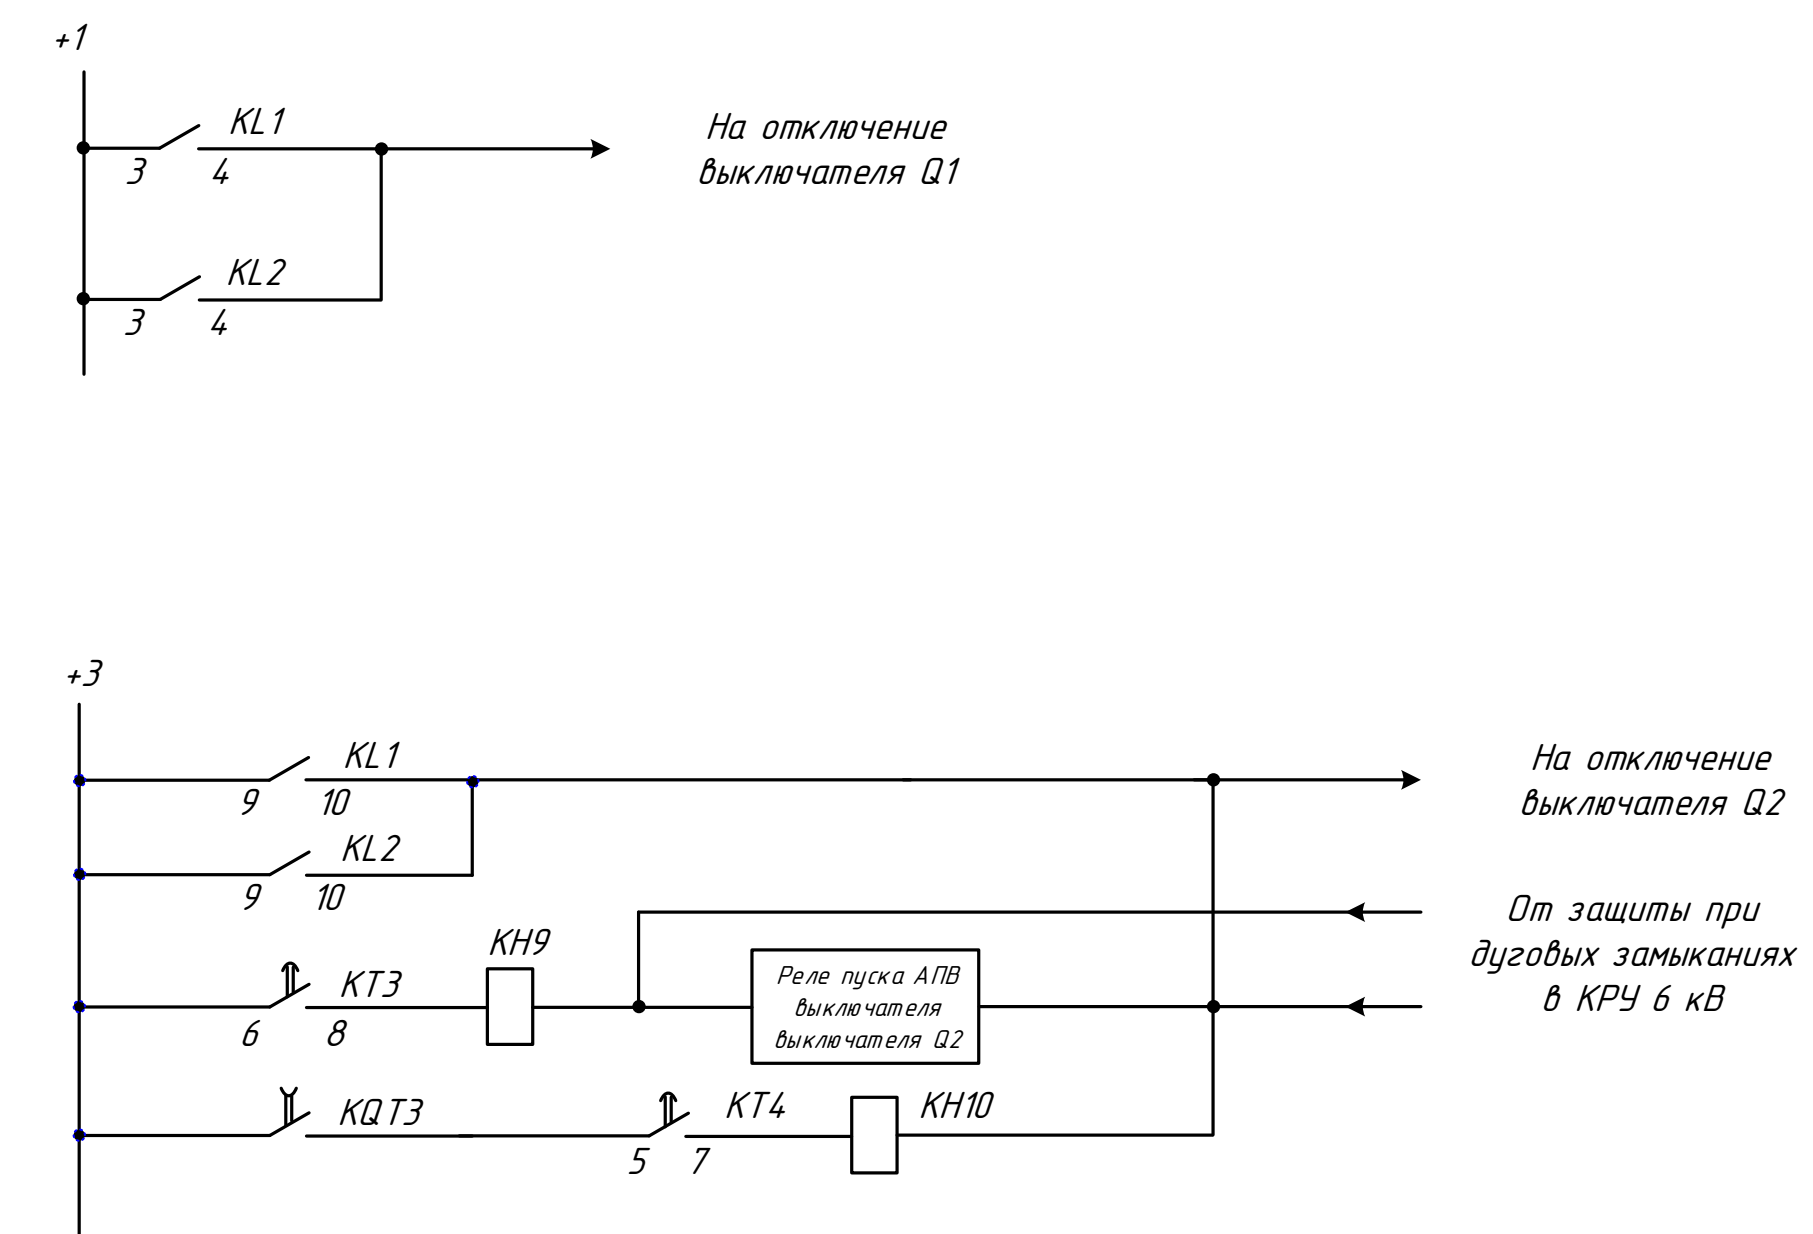 +1
KL1
На отключение
выключателя Q1
3
4
KL2
3
4
+3
KL1
На отключение
выключателя Q2
9
10
KL2
9
10
От защиты при
дуговых замыканиях
в КРУ 6 кВ
KH9
KT3
Реле пуска АПВ
выключателя
выключателя Q2
6
8
KQT3
KT4
KH10
5
7